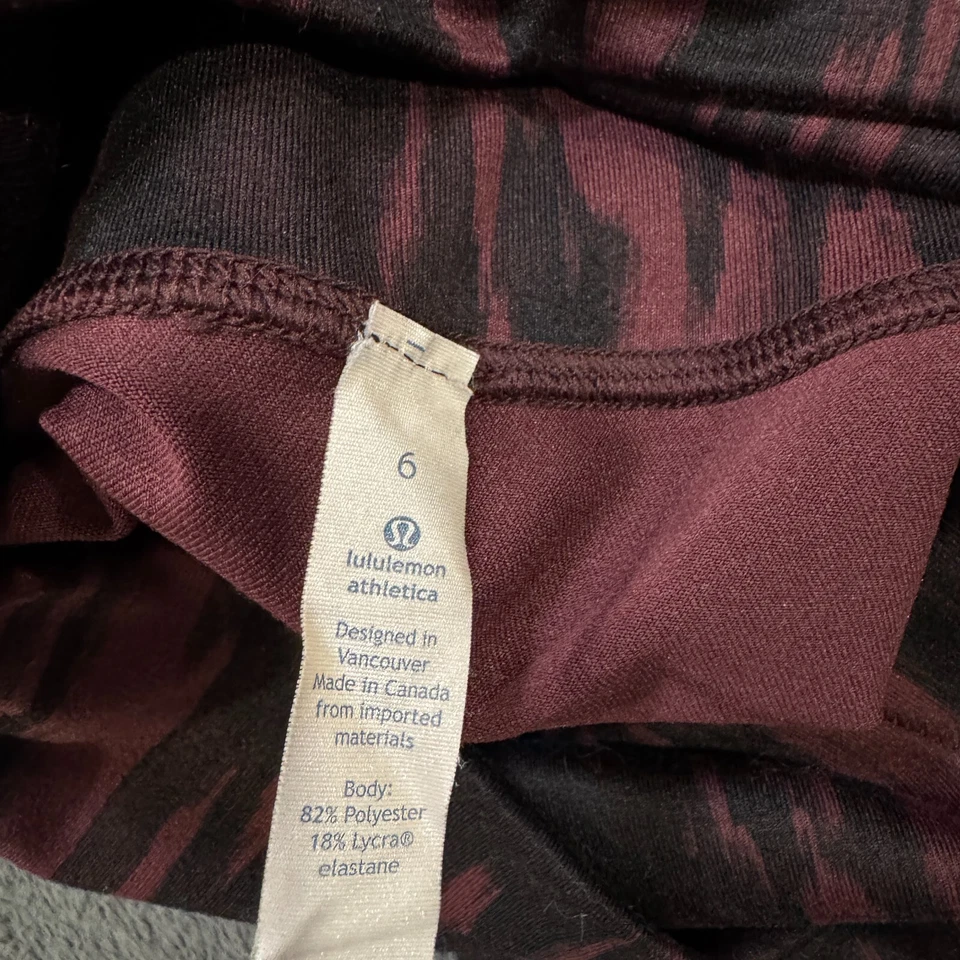 6
lululemon
athletica
Designed in
Vancouver
Made in Canada
from imported
materials
Body:
82% Polyester
18% Lycra®
elastane